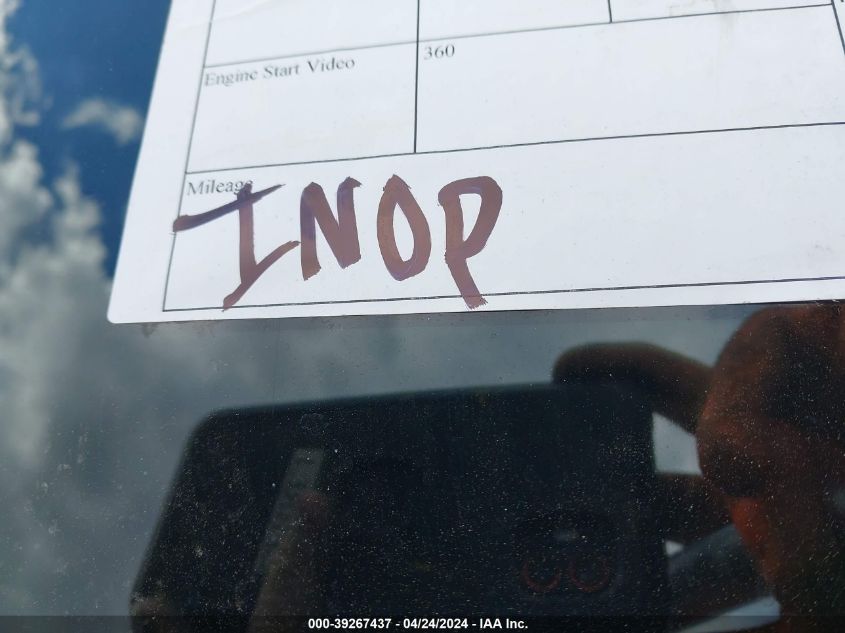 Engine Start Video 360
Mileage INOP
000-39267437 - 04/24/2024 - IAA Inc.